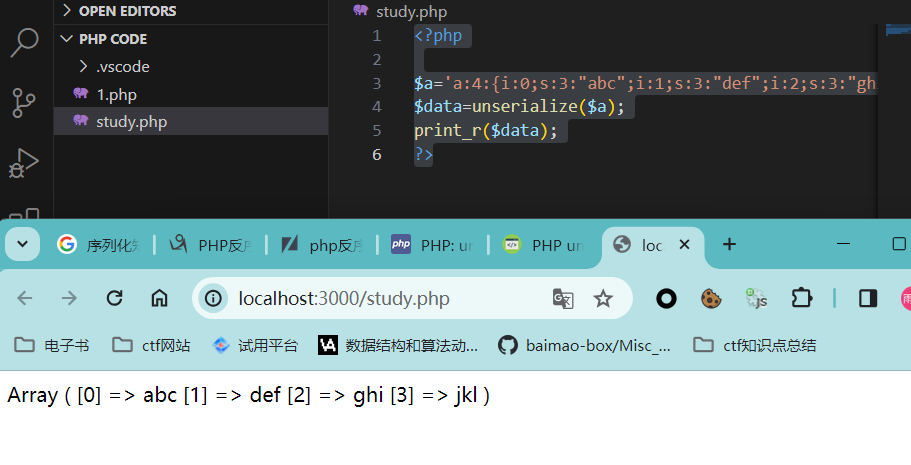 OPEN EDITORS
PHP CODE
.vscode
1.php
study.php
study.php
1 <?php
2
3 $a='a:4:{i:0;s:3:"abc";i:1;s:3:"def";i:2;s:3:"gh
4 $data=unserialize($a);
5 print_r($data);
6 ?>
序列化 PHP反 php反 php PHP: un PHP un loc
localhost:3000/study.php
电子书 ctf网站 试用平台 数据结构和算法动... baimao-box/Misc_... ctf知识点总结
Array ( [0] => abc [1] => def [2] => ghi [3] => jkl )